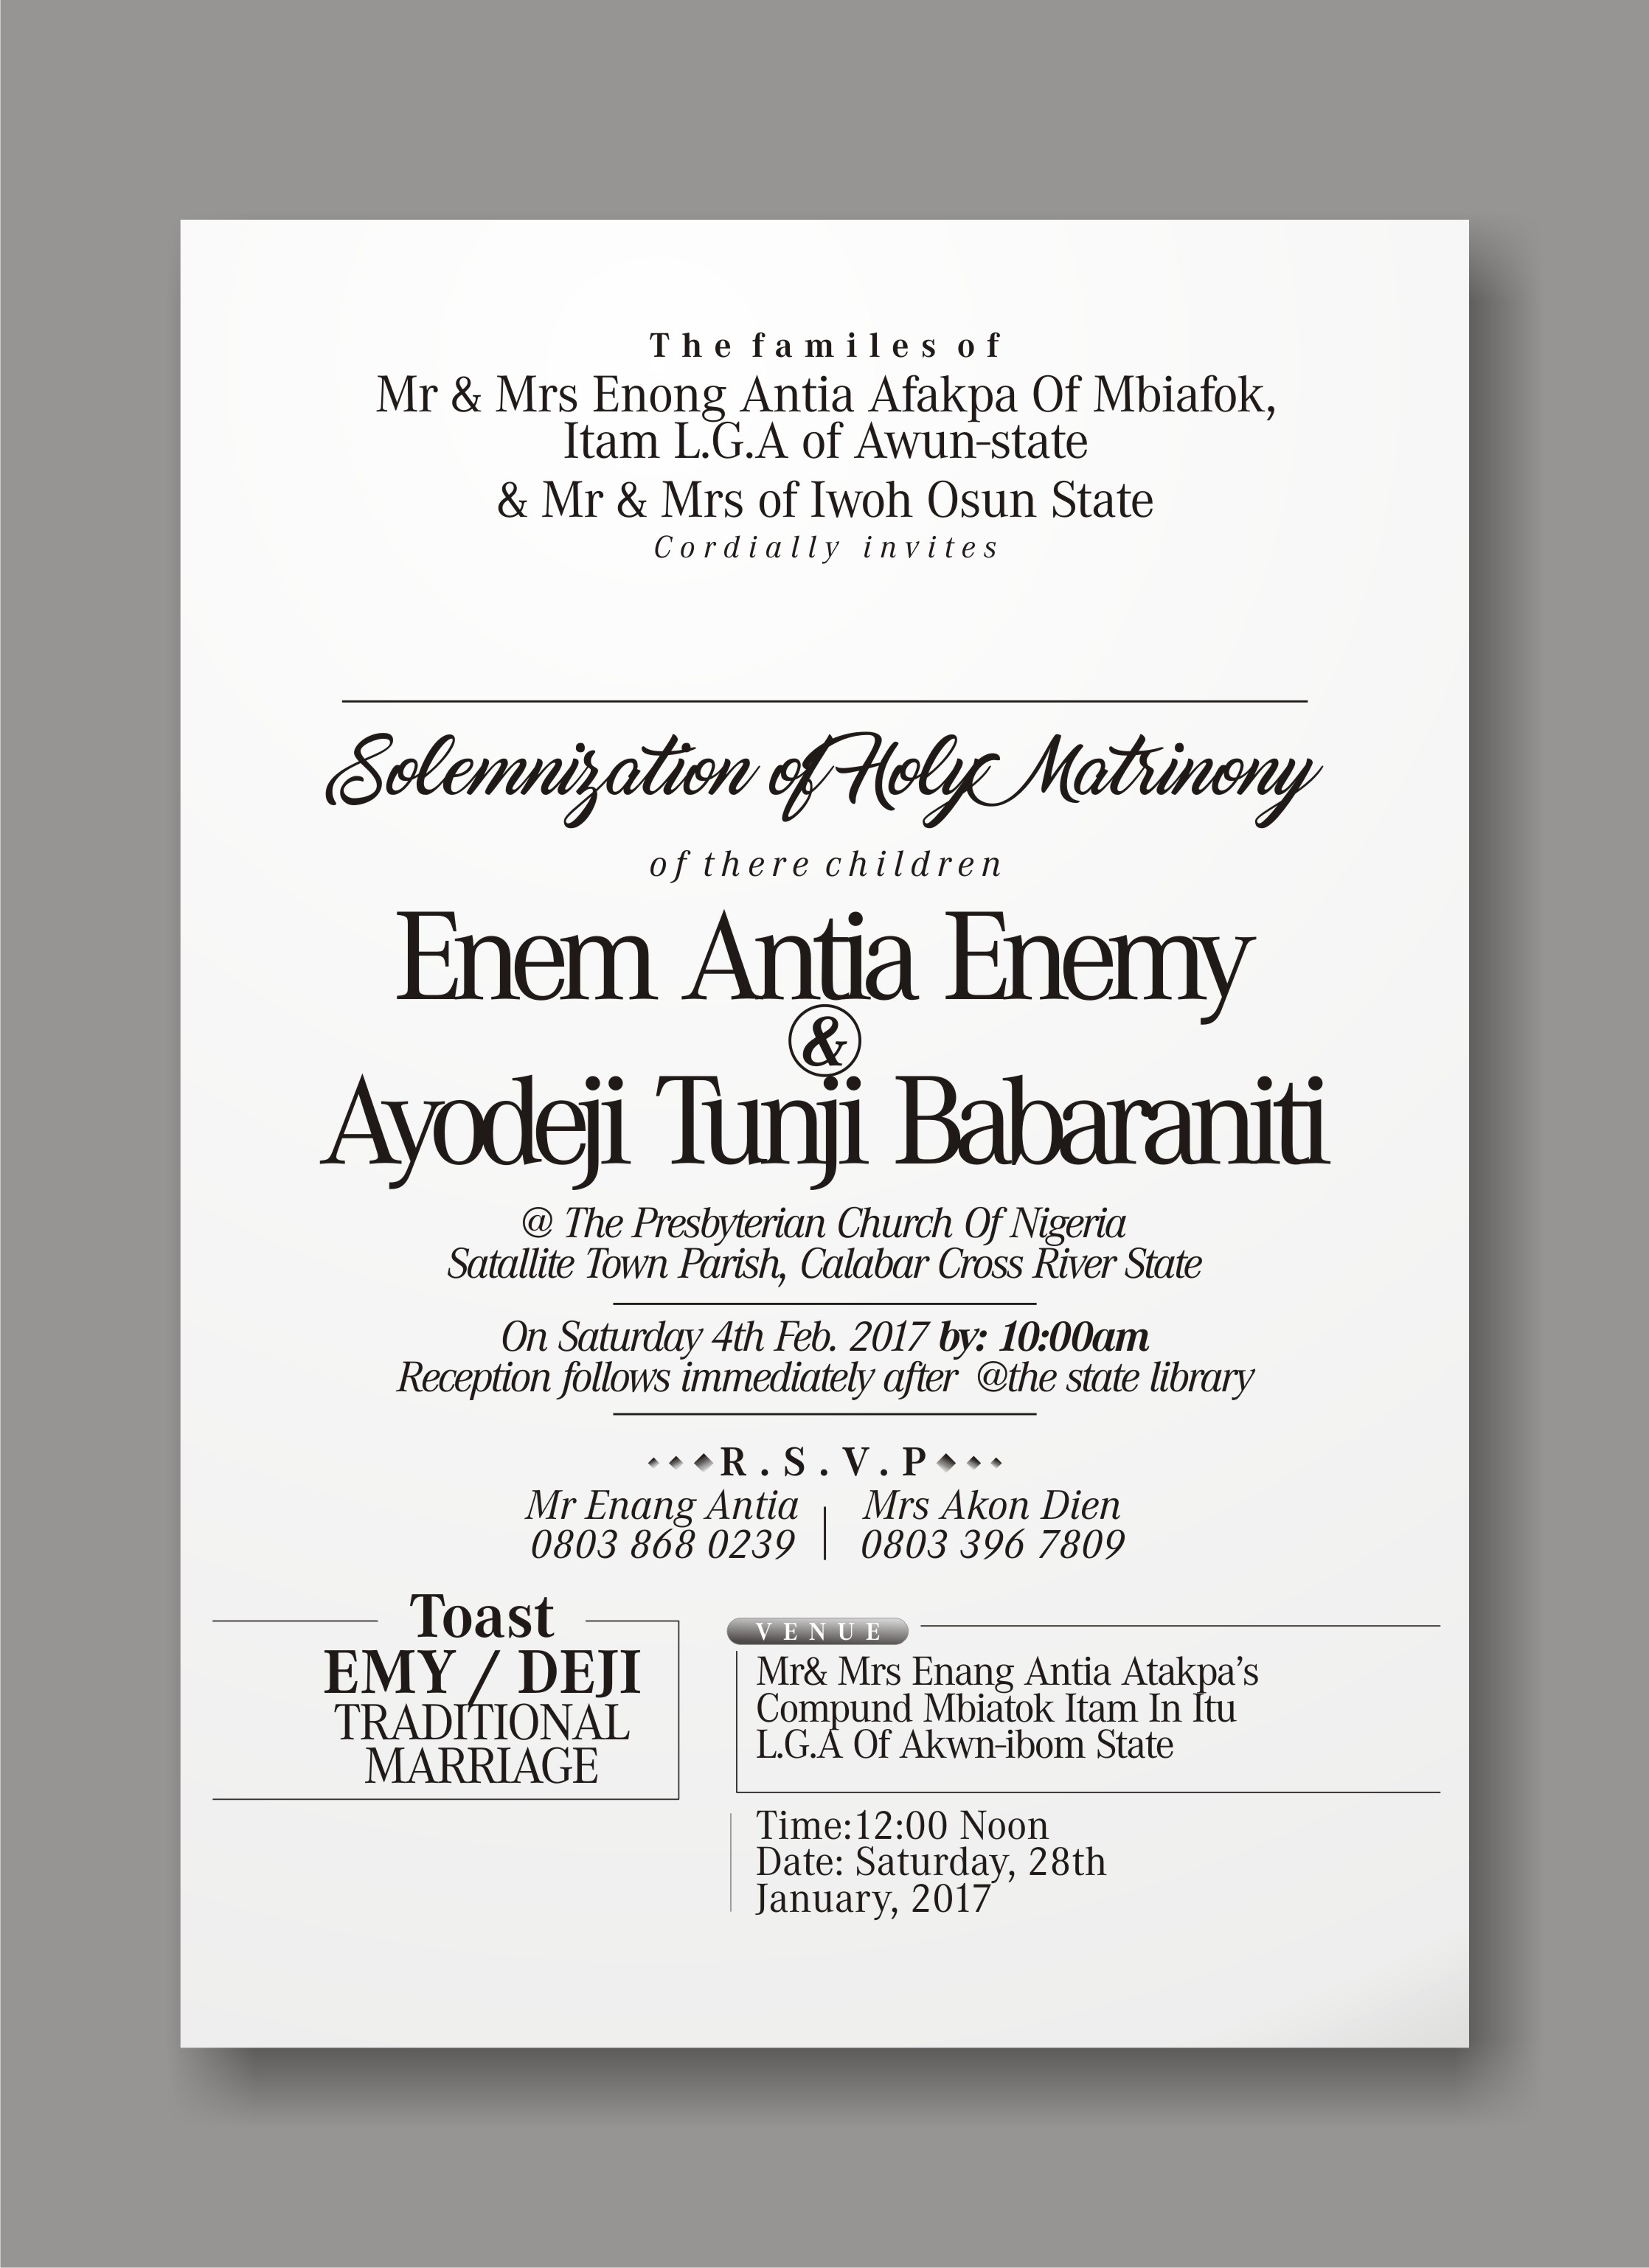 The familes of
Mr & Mrs Enong Antia Afakpa Of Mbiafok,
Itam L.G.A of Awun-state
& Mr & Mrs of Iwoh Osun State
Cordially invites
Solemnization of Holy Matrinony
of there children
Enem Antia Enemy
&
Ayodeji Tunji Babaraniti
@ The Presbyterian Church Of Nigeria
Satallite Town Parish, Calabar Cross River State
On Saturday 4th Feb. 2017 by: 10:00am
Reception follows immediately after @the state library
R.S.V.P
Mr Enang Antia
0803 868 0239
Mrs Akon Dien
0803 396 7809
Toast
EMY / DEJI
TRADITIONAL
MARRIAGE
VENUE
Mr& Mrs Enang Antia Atakpa's
Compund Mbiatok Itam In Itu
L.G.A Of Akwn-ibom State
Time:12:00 Noon
Date: Saturday, 28th
January, 2017